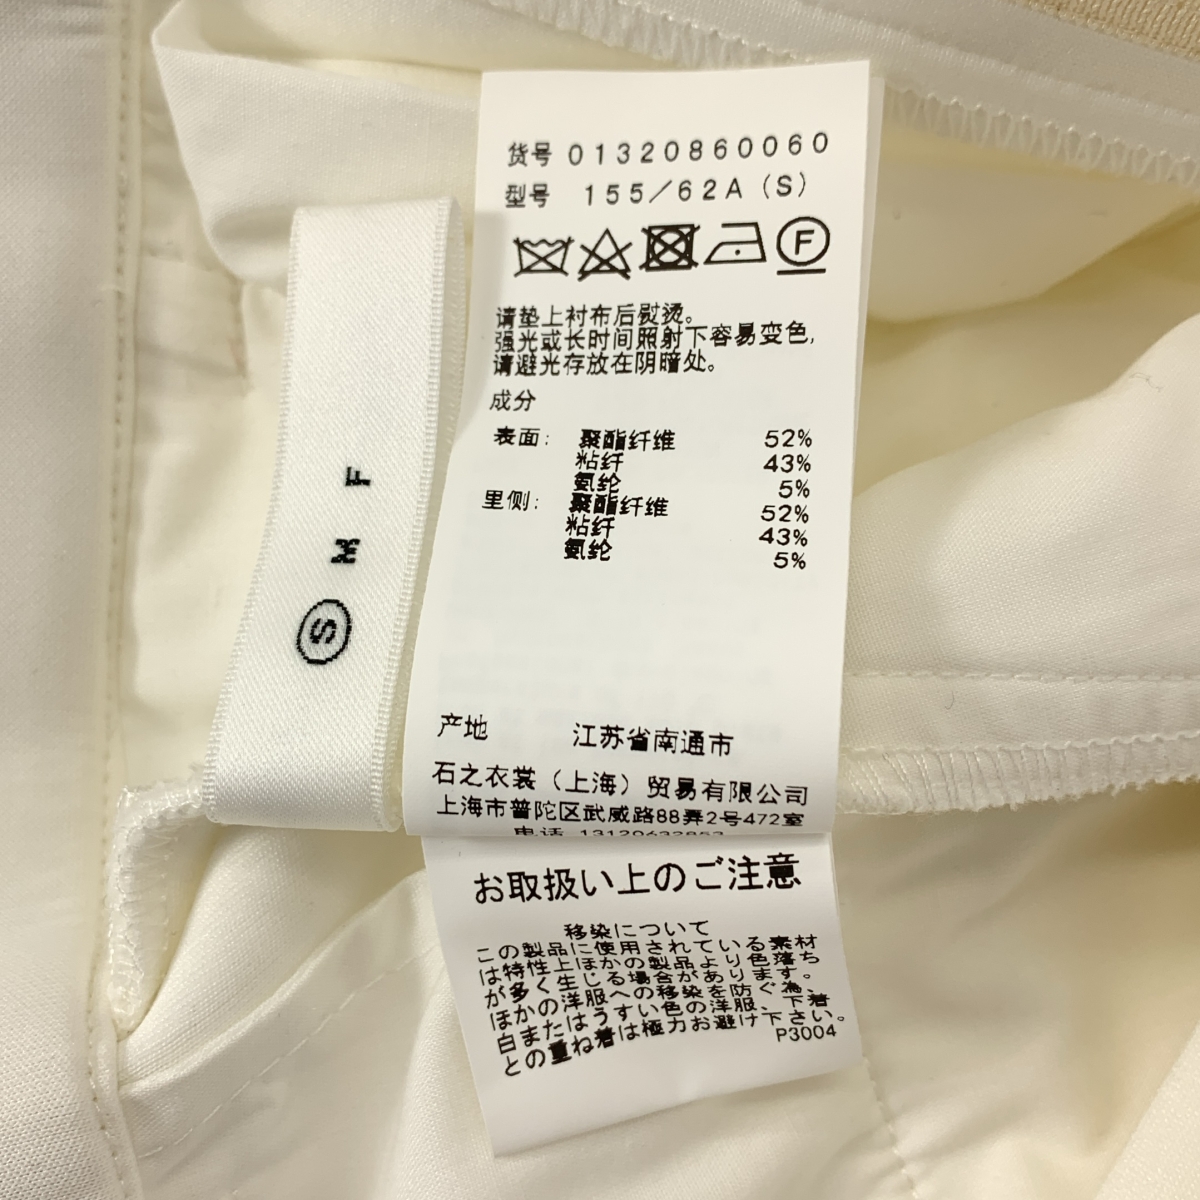 货号 01320860060
型号 155/62A(S)
F
请垫上衬布后熨烫。
强光或长时间照射下容易变色,
请避光存放在阴暗处。
成分
表面: 聚酯纤维 52%
粘纤 43%
氨纶 5%
里侧: 聚酯纤维 52%
粘纤 43%
氨纶 5%
产地 江苏省南通市
石之衣裳(上海)贸易有限公司
上海市普陀区武威路88弄2号472室
电话
お取扱い上のご注意
移染について
この製品に使用されている素材
は特性上ほかの製品より色落ち
が多く生じる場合があります。
ほかの洋服への移染を防ぐ為、
白またはうすい色の洋服、下着
との重ね着は極力お避け下さい。
P3004
S M F